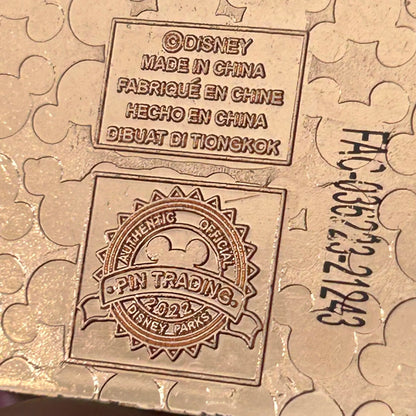 ©DISNEY
MADE IN CHINA
FABRIQUÉ EN CHINE
HECHO EN CHINA
DIBUAT DI TIONGKOK
AUTHENTIC OFFICIAL
PIN TRADING
2022
DISNEY PARKS